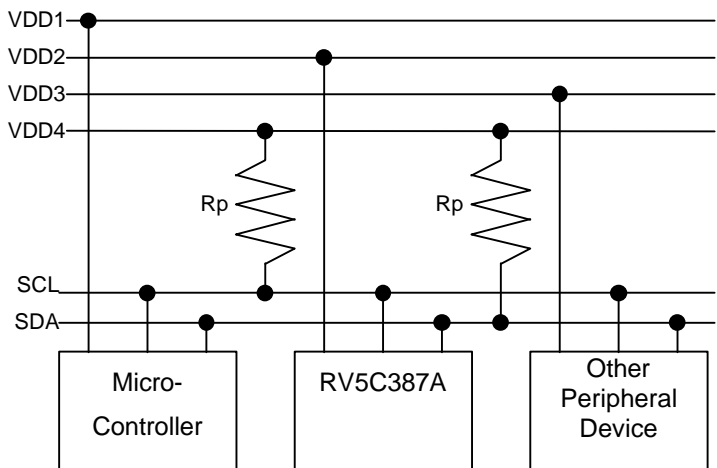 VDD1
VDD2
VDD3
VDD4
Rp
Rp
SCL
SDA
Micro-
Controller
RV5C387A
Other
Peripheral
Device